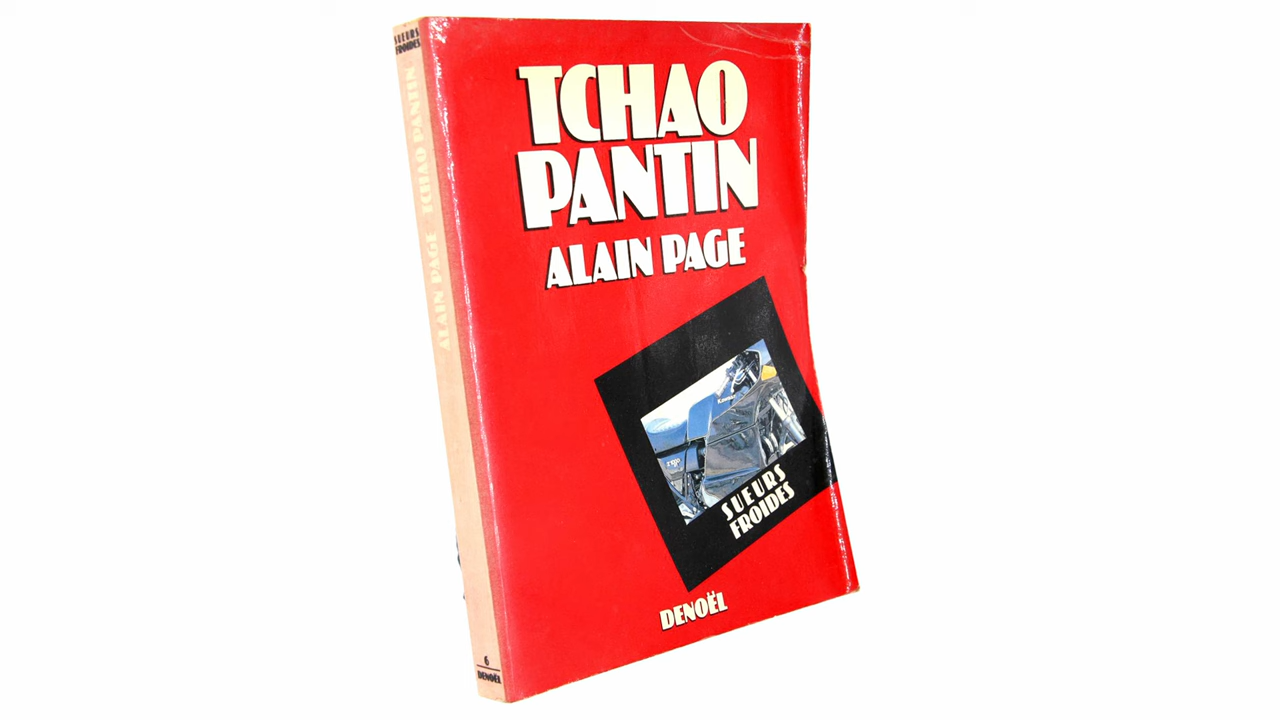 SUEURS
FROIDES
ALAIN PAGE TCHAO PANTIN
6
DENOËL
TCHAO
PANTIN
ALAIN PAGE
SUEURS
FROIDES
DENOËL